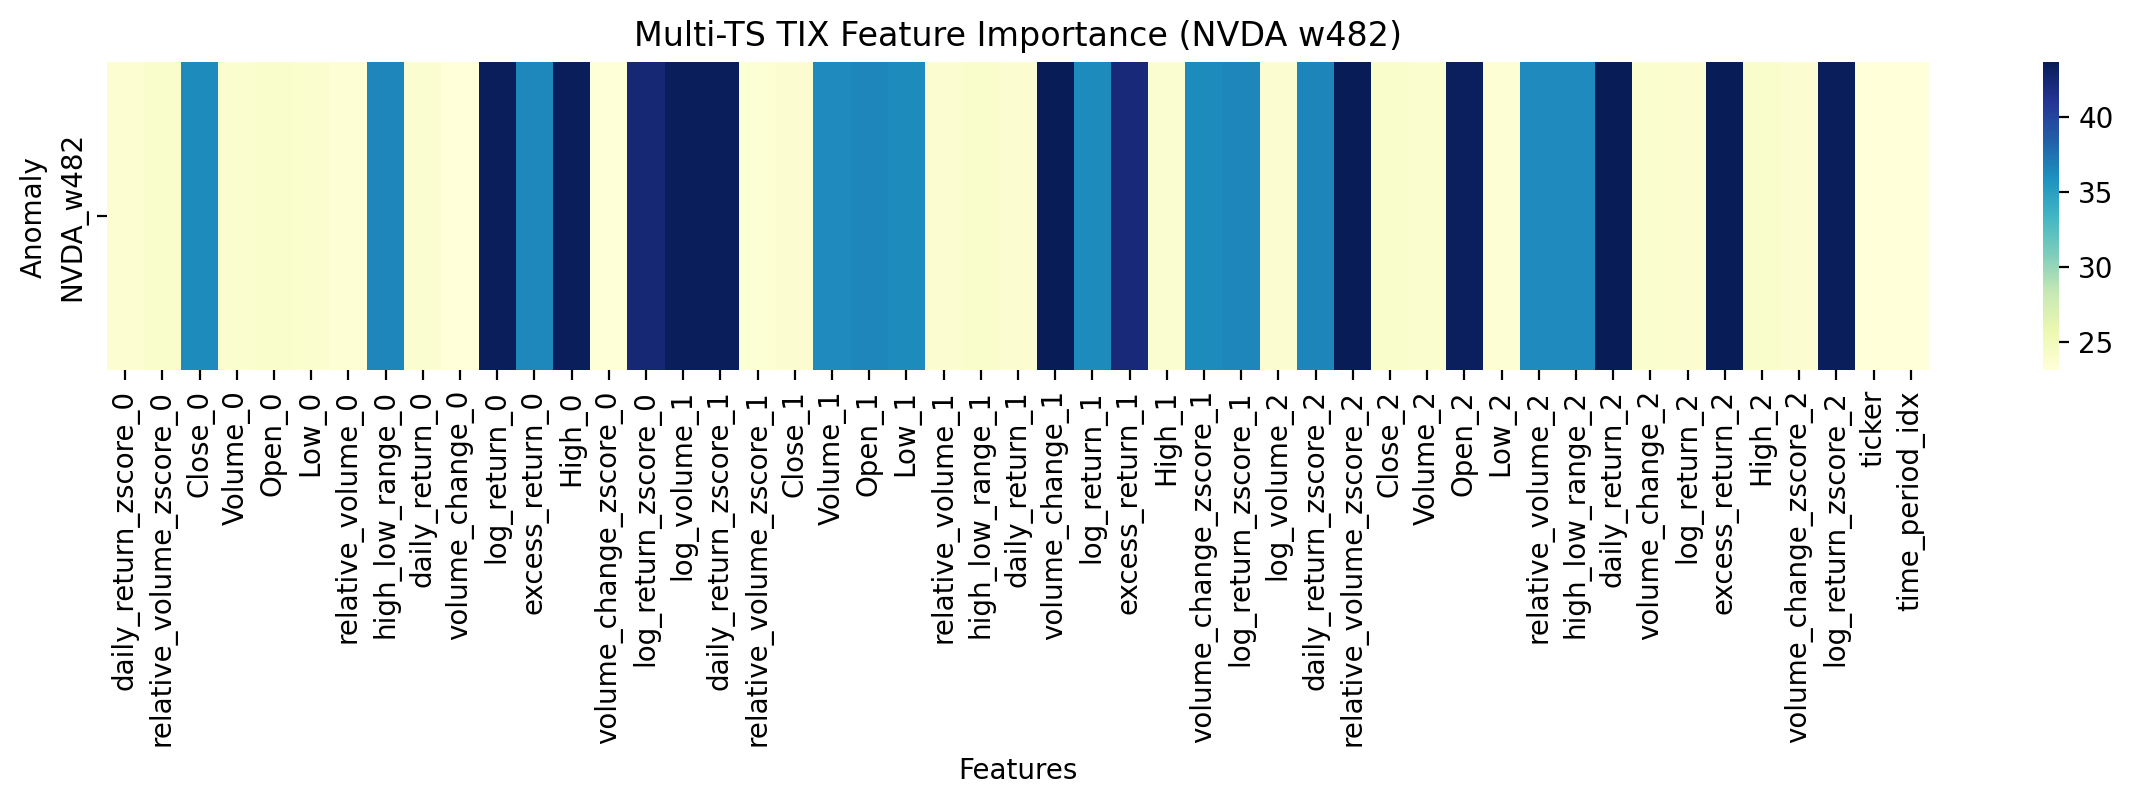 Multi-TS TIX Feature Importance (NVDA w482)
Anomaly
NVDA_w482
40
35
30
25
daily_return_zscore_0
relative_volume_zscore_0
Close_0
Volume_0
Open_0
Low_0
relative_volume_0
high_low_range_0
daily_return_0
volume_change_0
log_return_0
excess_return_0
High_0
volume_change_zscore_0
log_return_zscore_0
log_volume_1
daily_return_zscore_1
relative_volume_zscore_1
Close_1
Volume_1
Open_1
Low_1
relative_volume_1
high_low_range_1
daily_return_1
volume_change_1
log_return_1
excess_return_1
High_1
volume_change_zscore_1
log_return_zscore_1
log_volume_2
daily_return_zscore_2
relative_volume_zscore_2
Close_2
Volume_2
Open_2
Low_2
relative_volume_2
high_low_range_2
daily_return_2
volume_change_2
log_return_2
excess_return_2
High_2
volume_change_zscore_2
log_return_zscore_2
ticker
time_period_idx
Features